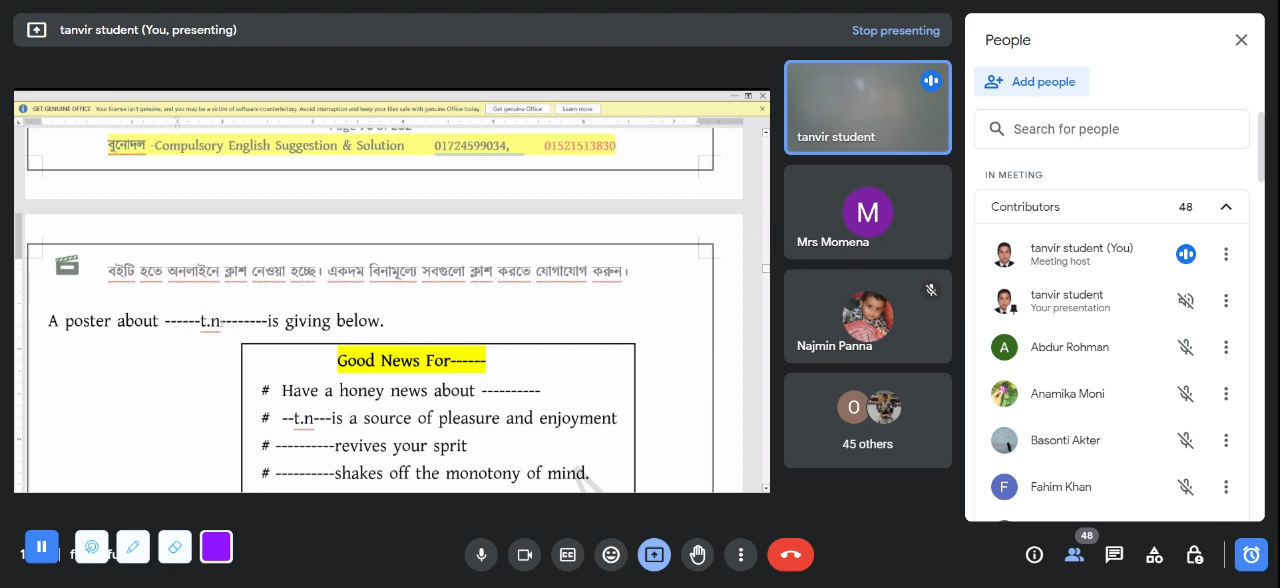 tanvir student (You, presenting)
Stop presenting
GET GENUINE OFFICE Your license isn't genuine, and you may be a victim of software counterfeiting. Avoid interruption and keep your files safe with genuine Office today. Get genuine Office Learn more
বুনোদল -Compulsory English Suggestion & Solution 01724599034, 01521513830
বইটি হতে অনলাইনে ক্লাশ নেওয়া হচ্ছে। একদম বিনামূল্যে সবগুলো ক্লাশ করতে যোগাযোগ করুন।
A poster about ------t.n--------is giving below.
Good News For------
# Have a honey news about ----------
# --t.n---is a source of pleasure and enjoyment
# ----------revives your sprit
# ----------shakes off the monotony of mind.
tanvir student
M
Mrs Momena
Najmin Panna
O
45 others
People
Add people
Search for people
IN MEETING
Contributors 48
tanvir student (You)
Meeting host
tanvir student
Your presentation
A Abdur Rohman
Anamika Moni
Basonti Akter
F Fahim Khan
48